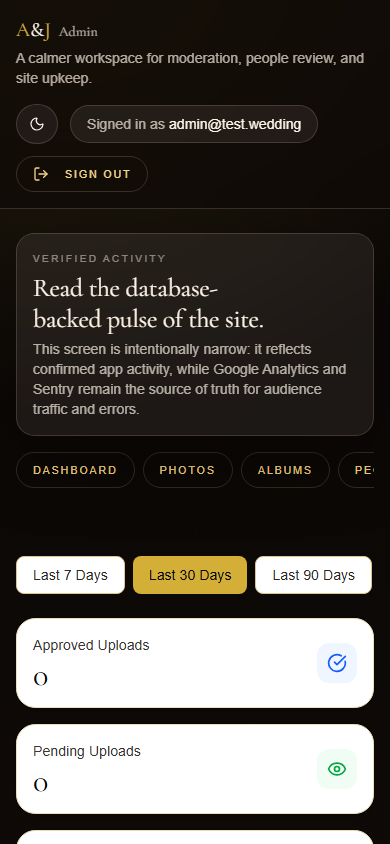 A&J Admin
A calmer workspace for moderation, people review, and
site upkeep.
Signed in as admin@test.wedding
SIGN OUT
VERIFIED ACTIVITY
Read the database-
backed pulse of the site.
This screen is intentionally narrow: it reflects
confirmed app activity, while Google Analytics and
Sentry remain the source of truth for audience
traffic and errors.
DASHBOARD PHOTOS ALBUMS
Last 7 Days Last 30 Days Last 90 Days
Approved Uploads
0
Pending Uploads
0